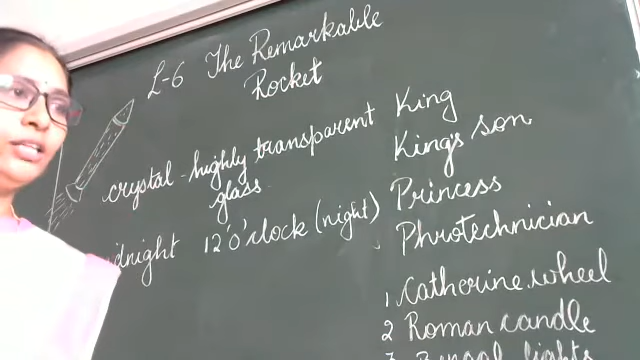 L-6 The Remarkable
Rocket
crystal - highly transparent
glass
midnight 12'O'clock (night)
King
King's son
Princess
Phrotechnician
1 Catherine wheel
2 Roman candle
3 Bengal lights